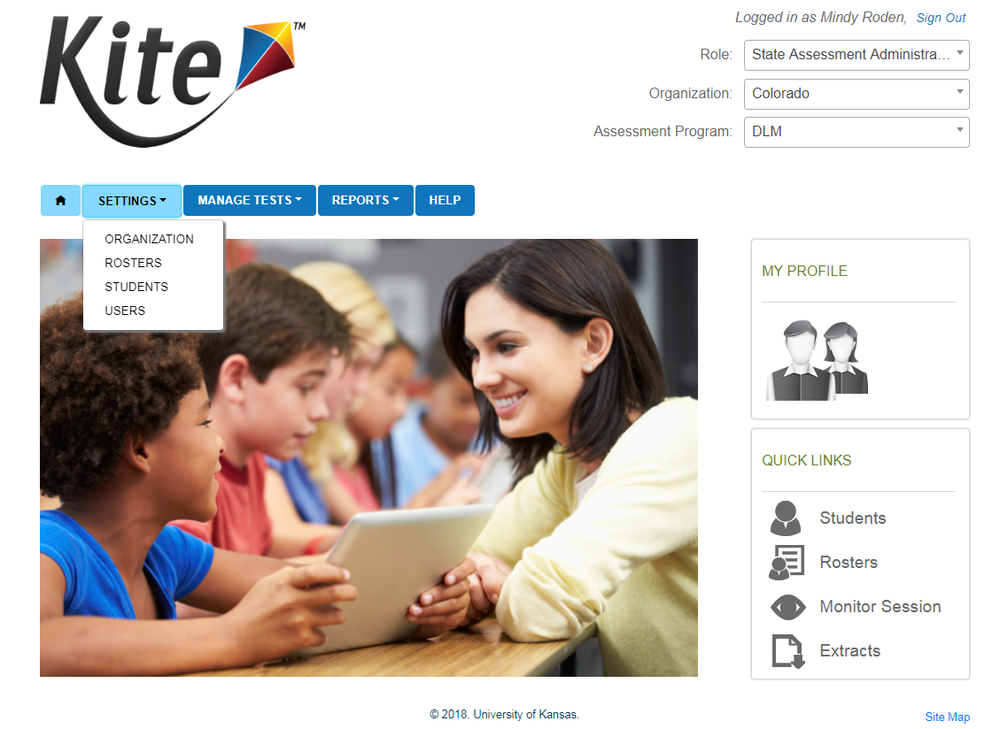 Kite™
Logged in as Mindy Roden, Sign Out
Role: State Assessment Administra...
Organization: Colorado
Assessment Program: DLM
SETTINGS MANAGE TESTS REPORTS HELP
ORGANIZATION
ROSTERS
STUDENTS
USERS
MY PROFILE
QUICK LINKS
Students
Rosters
Monitor Session
Extracts
© 2018. University of Kansas.
Site Map